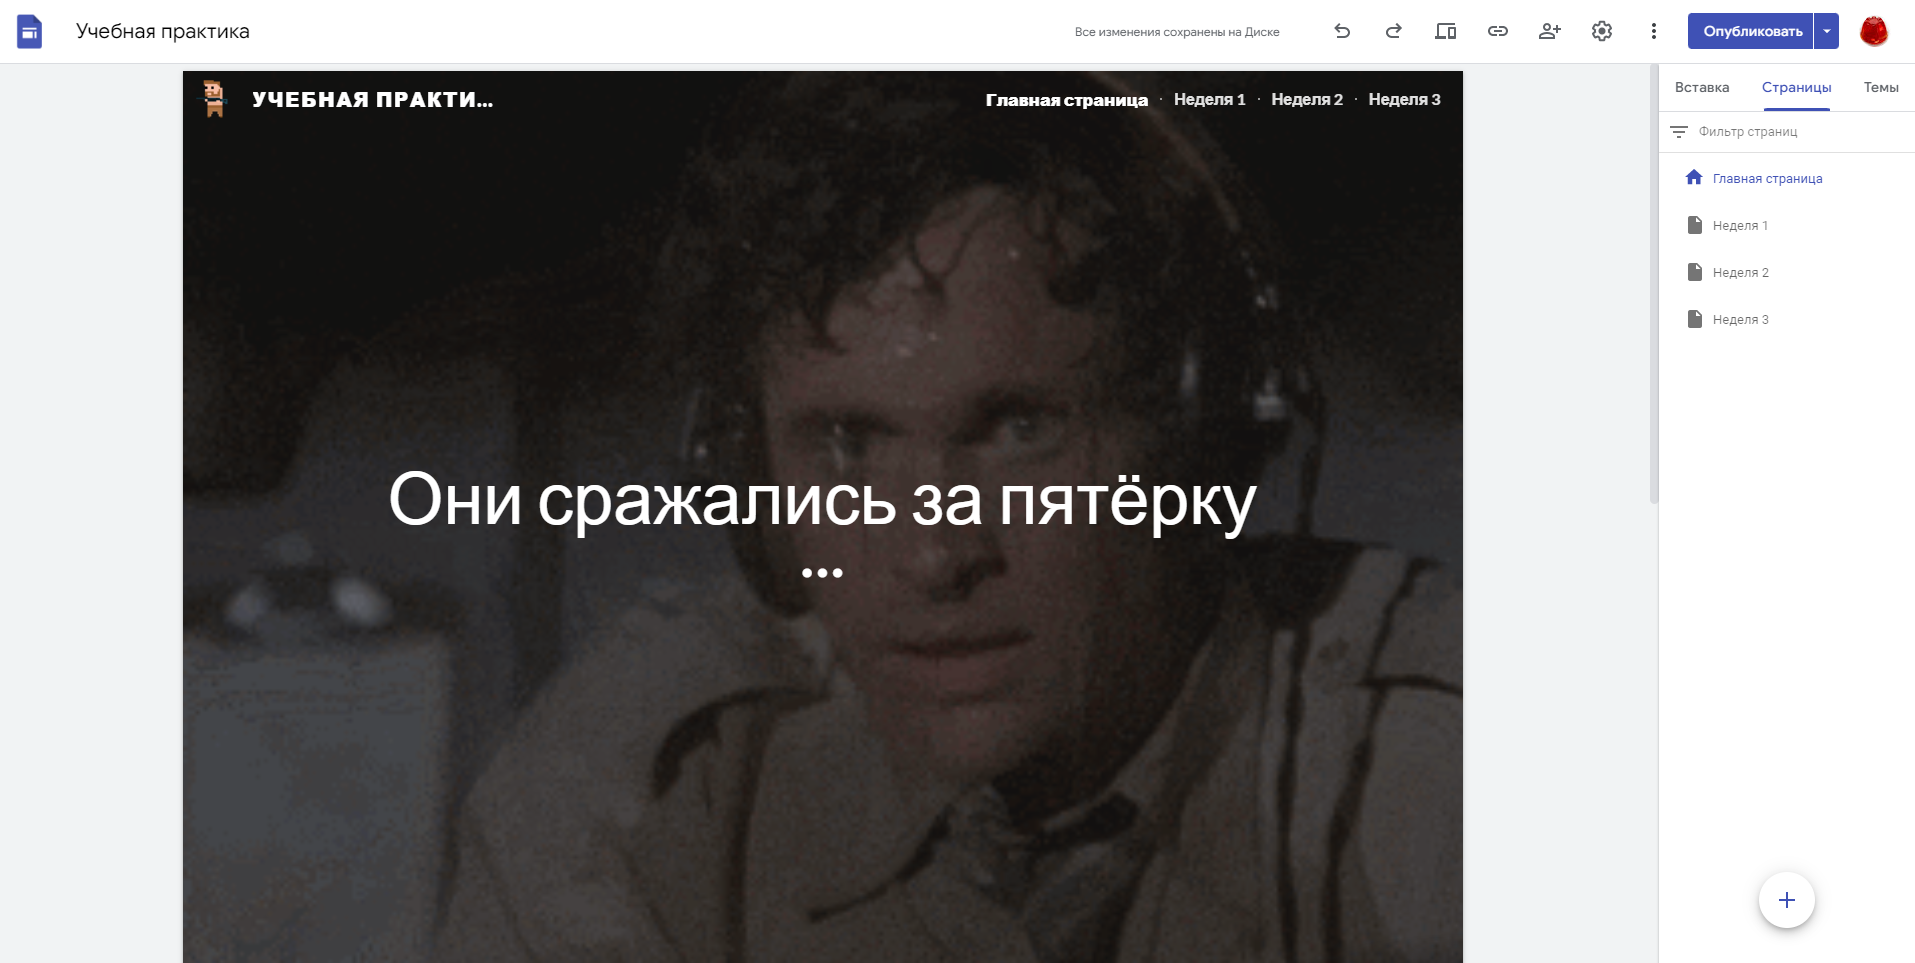 Учебная практика
Все изменения сохранены на Диске
Опубликовать
УЧЕБНАЯ ПРАКТИ...
Главная страница · Неделя 1 · Неделя 2 · Неделя 3
Они сражались за пятёрку
...
Вставка Страницы Темы
Фильтр страниц
Главная страница
Неделя 1
Неделя 2
Неделя 3